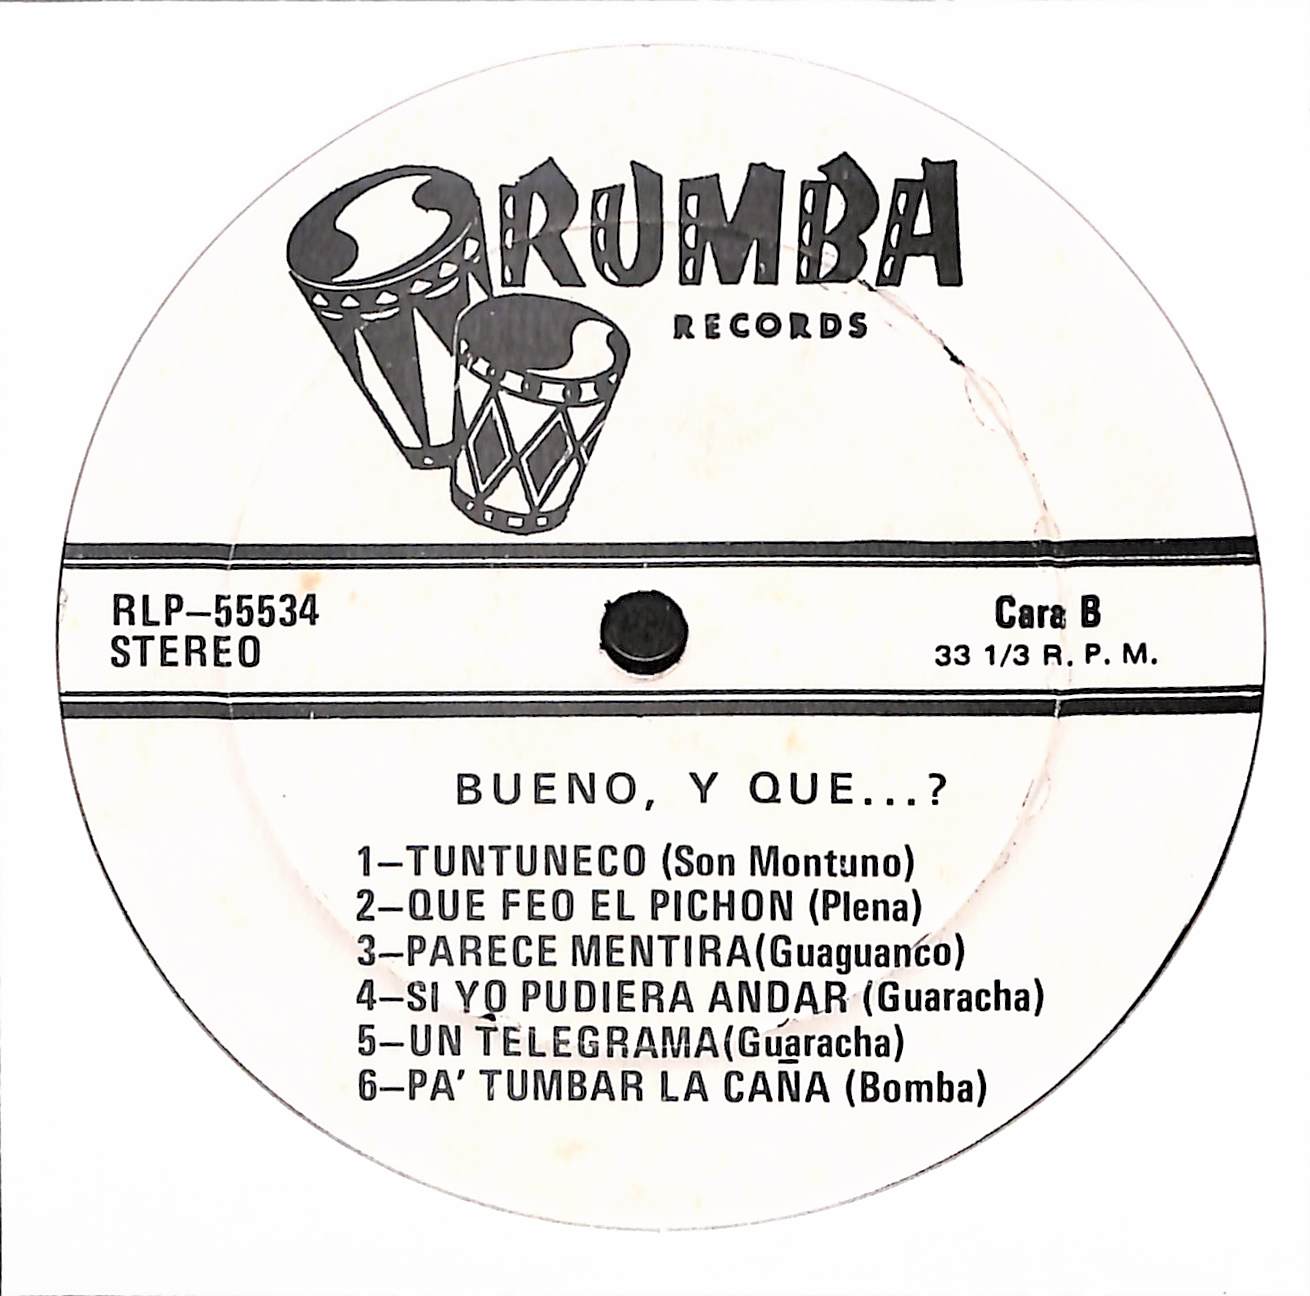 RUMBA
RECORDS
RLP-55534
STEREO
Cara B
33 1/3 R. P. M.
BUENO, Y QUE...?
1-TUNTUNECO (Son Montuno)
2-QUE FEO EL PICHON (Plena)
3-PARECE MENTIRA(Guaguanco)
4-SI YO PUDIERA ANDAR (Guaracha)
5-UN TELEGRAMA(Guaracha)
6-PA' TUMBAR LA CAÑA (Bomba)